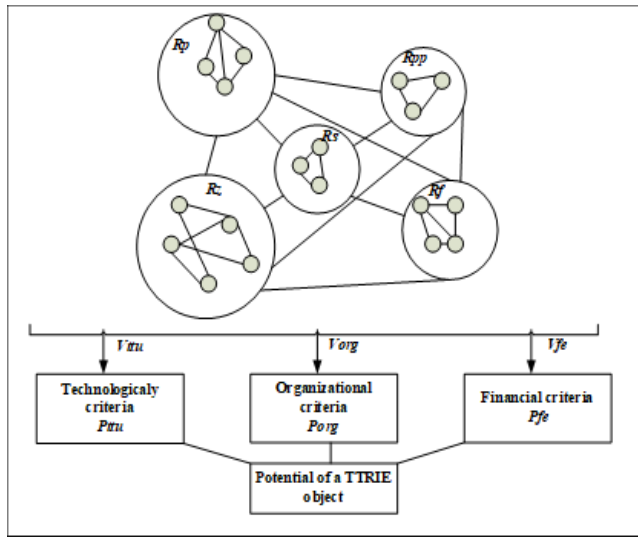 Rp
Rpp
Rs
Rz
Rf
Vttu
Vorg
Vfe
Technologicaly
criteria
Pttu
Organizational
criteria
Porg
Financial criteria
Pfe
Potential of a TTRIE
object